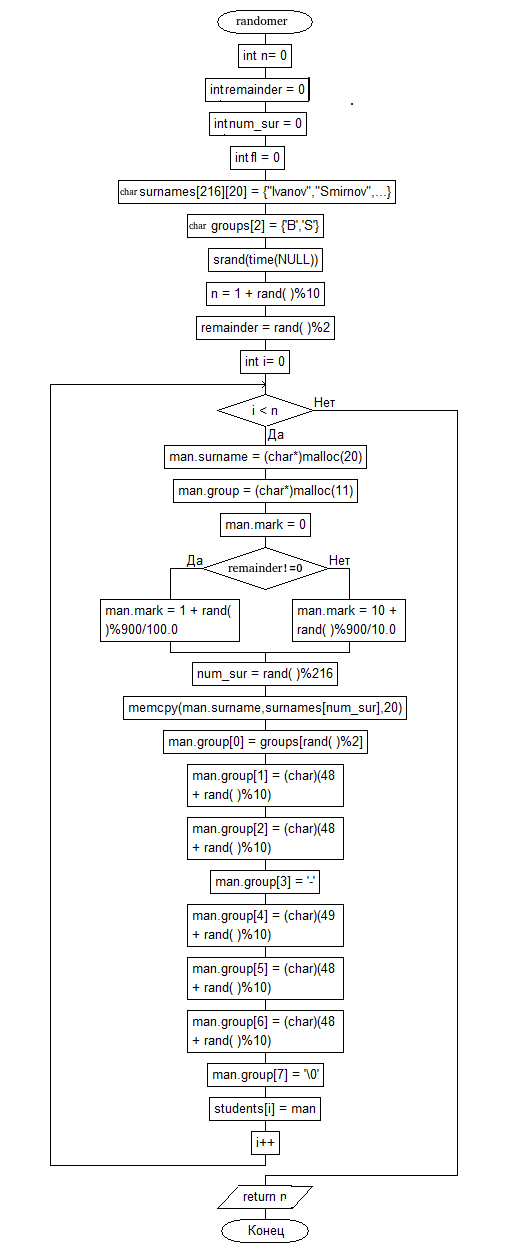 randomer
int n= 0
int remainder = 0
int num_sur = 0
int fl = 0
char surnames[216][20] = {"Ivanov","Smirnov",...}
char groups[2] = {'B','S'}
srand(time(NULL))
n = 1 + rand( )%10
remainder = rand( )%2
int i= 0
i < n
Нет
Да
man.surname = (char*)malloc(20)
man.group = (char*)malloc(11)
man.mark = 0
Да
remainder!=0
Нет
man.mark = 1 + rand(
)%900/100.0
man.mark = 10 +
rand( )%900/10.0
num_sur = rand( )%216
memcpy(man.surname,surnames[num_sur],20)
man.group[0] = groups[rand( )%2]
man.group[1] = (char)(48
+ rand( )%10)
man.group[2] = (char)(48
+ rand( )%10)
man.group[3] = '-'
man.group[4] = (char)(49
+ rand( )%10)
man.group[5] = (char)(48
+ rand( )%10)
man.group[6] = (char)(48
+ rand( )%10)
man.group[7] = '\0'
students[i] = man
i++
return n
Конец